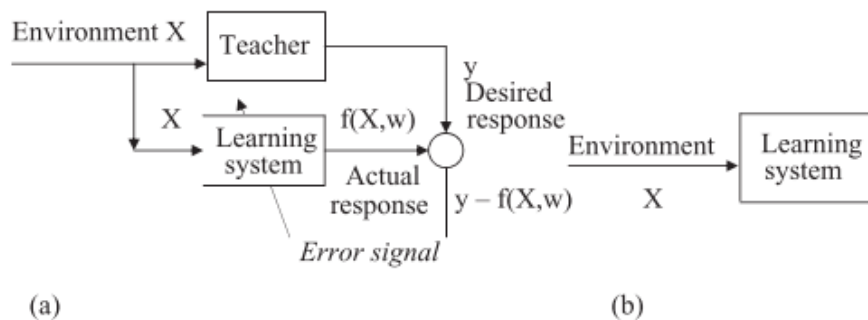 Environment X
Teacher
y
Desired
response
X
Learning
system
f(X,w)
Actual
response
y – f(X,w)
Error signal
(a)
Environment
X
Learning
system
(b)